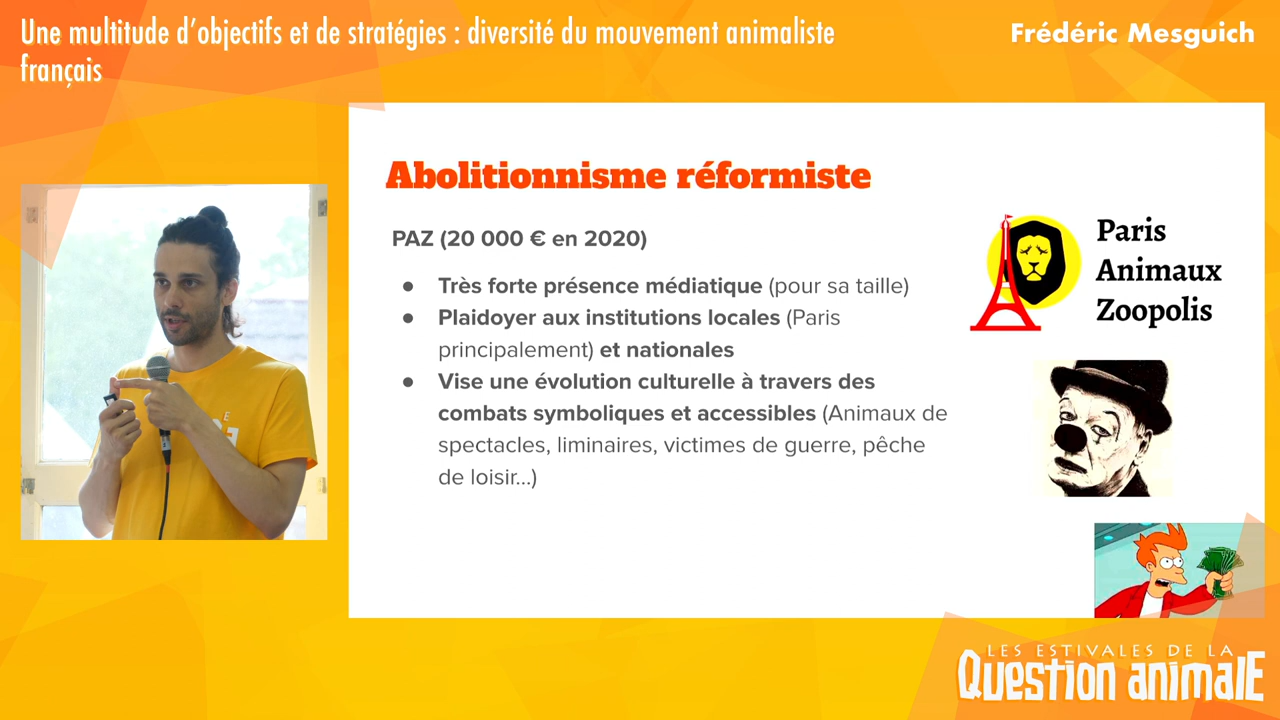 Une multitude d'objectifs et de stratégies : diversité du mouvement animaliste
français
Frédéric Mesguich
Abolitionnisme réformiste
PAZ (20 000 € en 2020)
● Très forte présence médiatique (pour sa taille)
● Plaidoyer aux institutions locales (Paris
principalement) et nationales
● Vise une évolution culturelle à travers des
combats symboliques et accessibles (Animaux de
spectacles, liminaires, victimes de guerre, pêche
de loisir...)
Paris
Animaux
Zoopolis
LES ESTIVALES DE LA
QUESTION ANIMALE